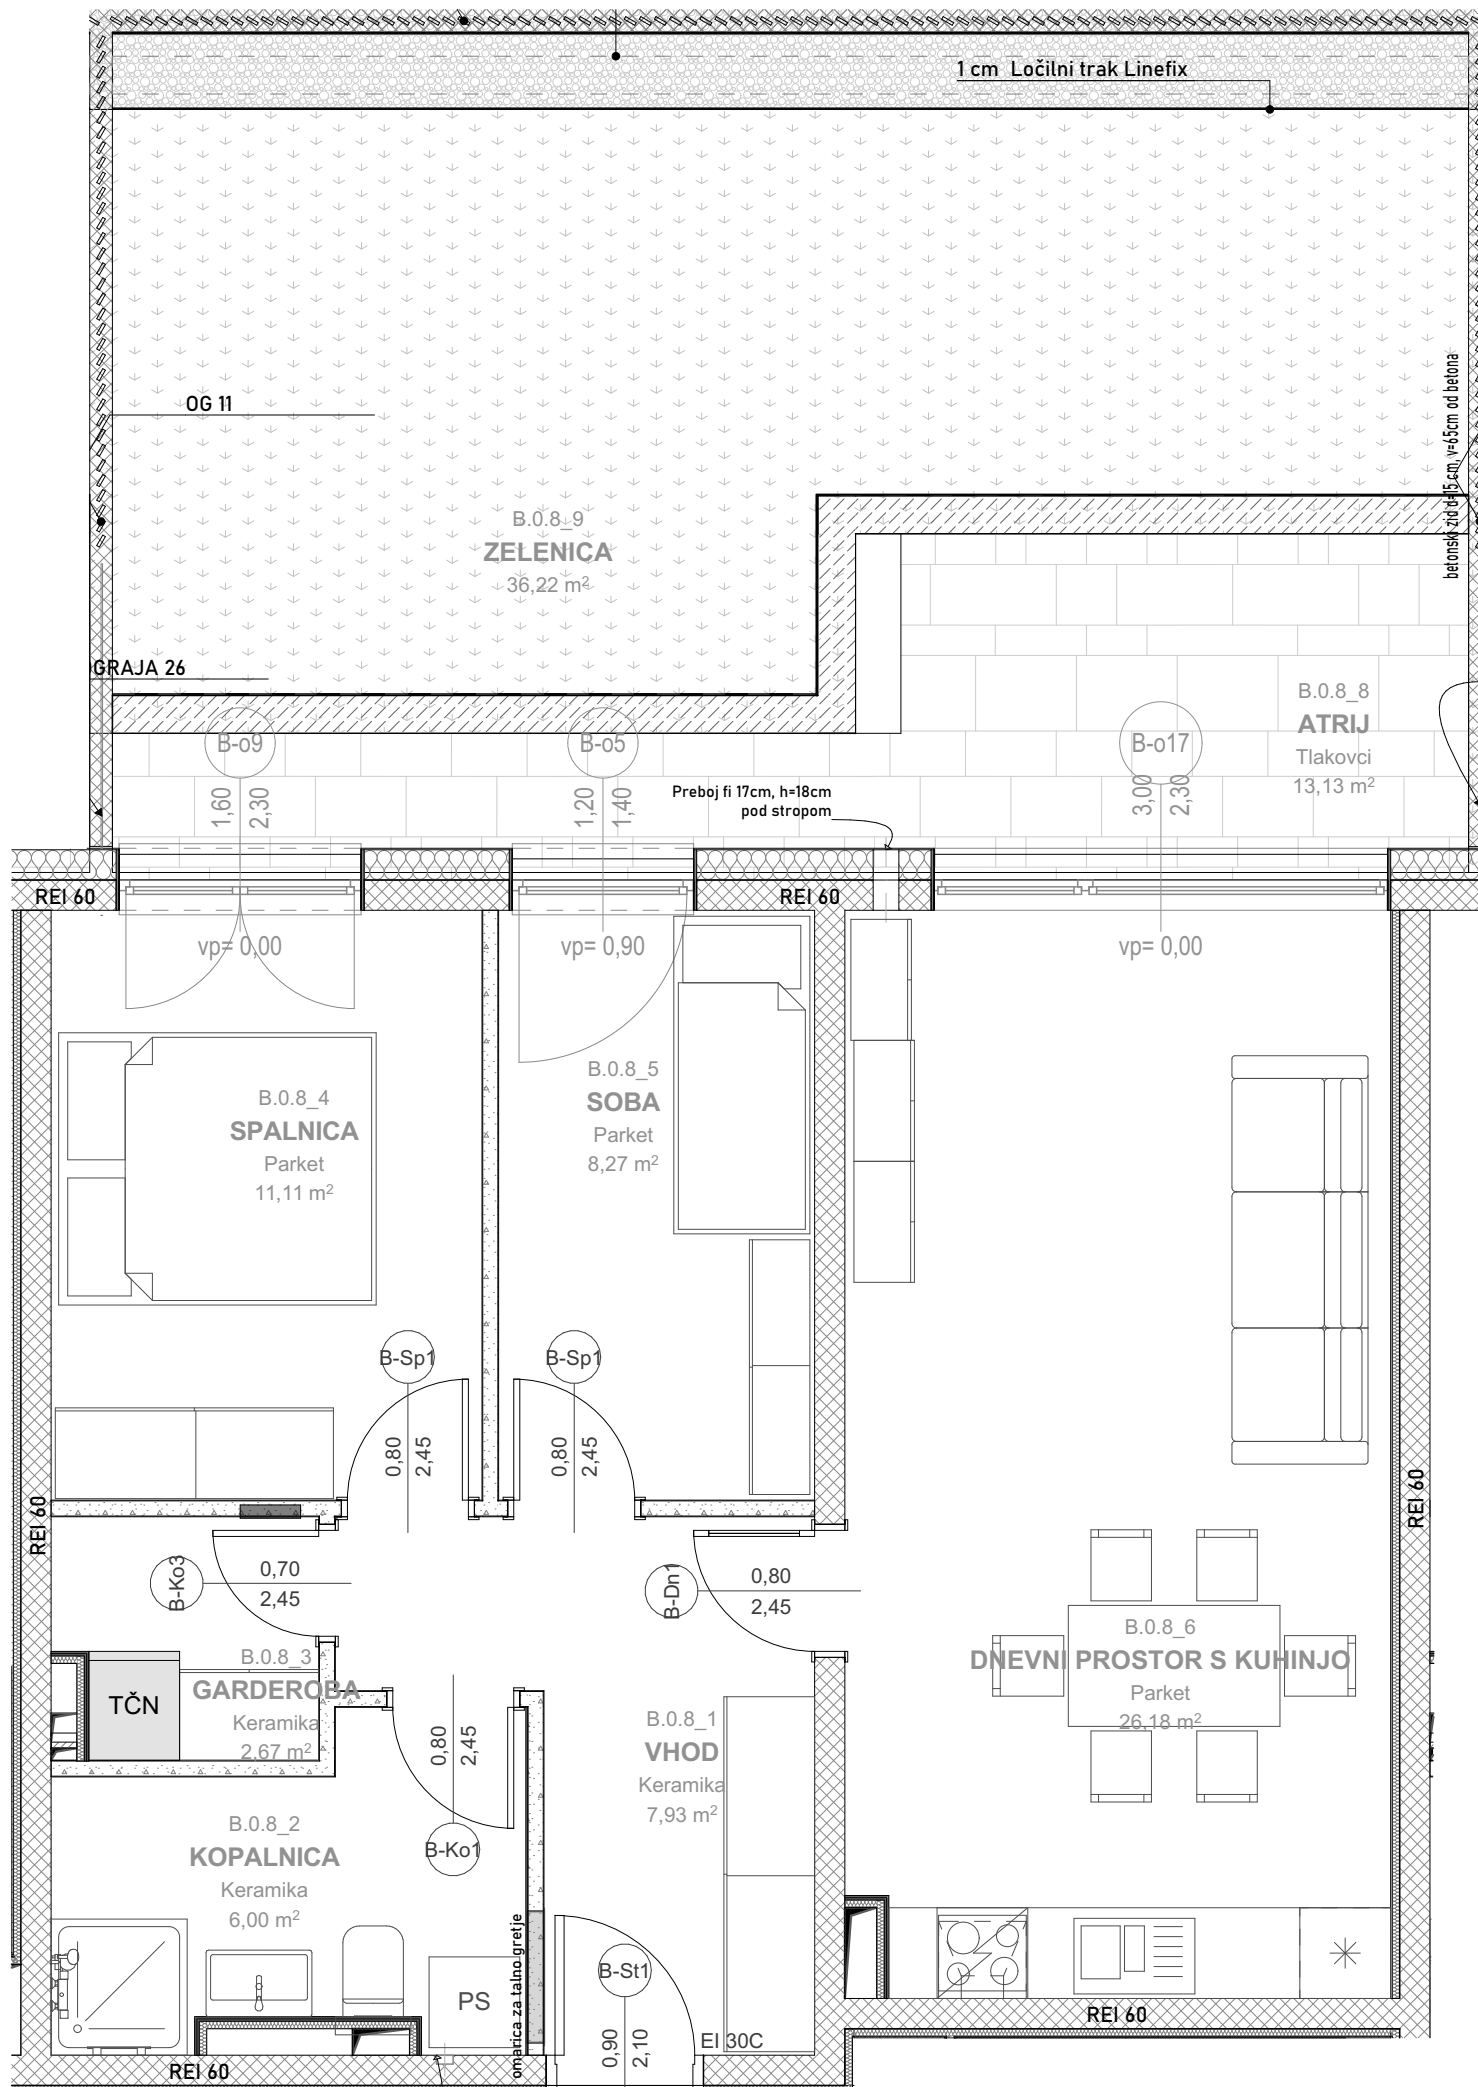 1 cm Ločilni trak Linefix
OG 11
betonski zid d=15 cm, v=65cm od betona
B.0.8_9
ZELENICA
36,22 m²
GRAJA 26
B.0.8_8
ATRIJ
Tlakovci
13,13 m²
B-o9
1,60
2,30
B-o5
1,20
1,40
B-o17
3,00
2,30
Preboj fi 17cm, h=18cm
pod stropom
REI 60
REI 60
vp= 0,00
vp= 0,90
vp= 0,00
B.0.8_4
SPALNICA
Parket
11,11 m²
B.0.8_5
SOBA
Parket
8,27 m²
B-Sp1
0,80
2,45
B-Sp1
0,80
2,45
REI 60
REI 60
B-Ko3
0,70
2,45
B-Dn1
0,80
2,45
B.0.8_6
DNEVNI PROSTOR S KUHINJO
Parket
26,18 m²
TČN
B.0.8_3
GARDEROBA
Keramika
2,67 m²
0,80
2,45
B-Ko1
B.0.8_1
VHOD
Keramika
7,93 m²
B.0.8_2
KOPALNICA
Keramika
6,00 m²
omarica za talno gretje
PS
B-St1
0,90
2,10
EI 30C
REI 60
REI 60